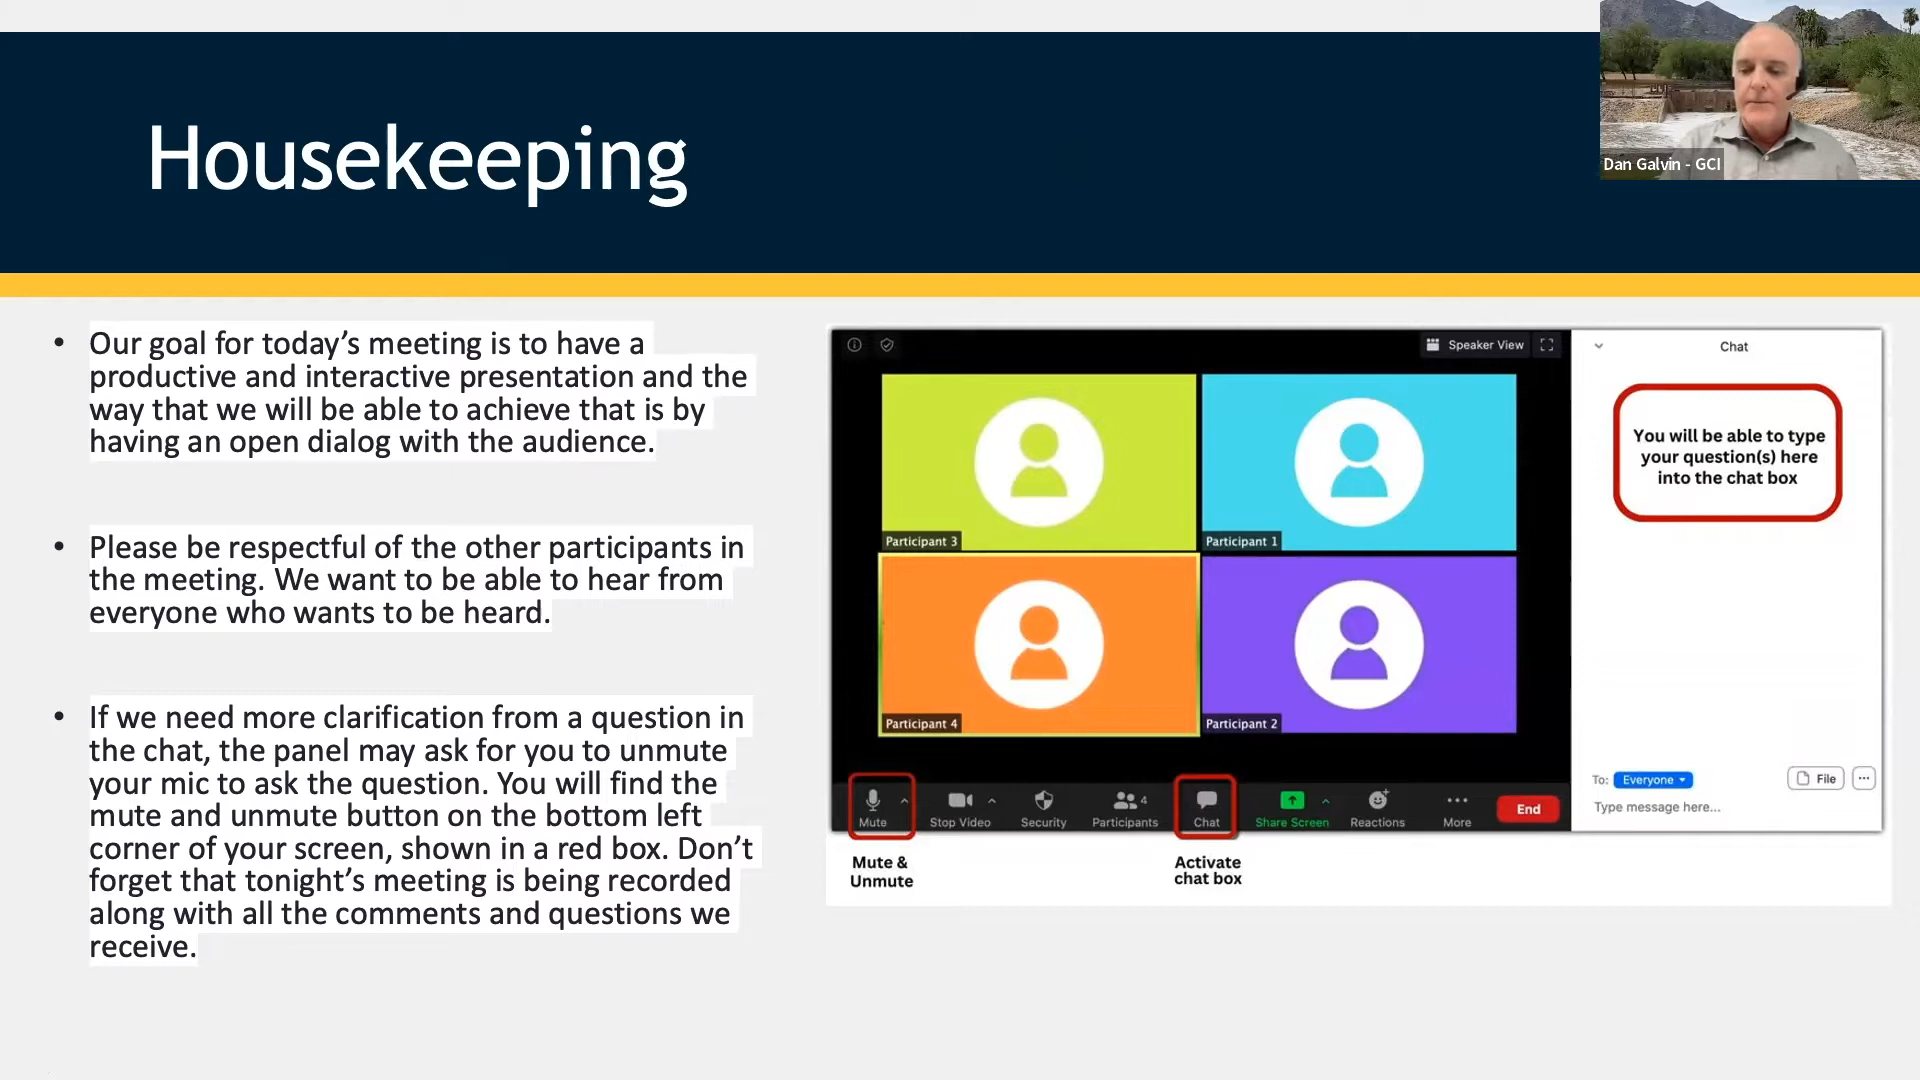 Housekeeping
Dan Galvin - GCI
• Our goal for today’s meeting is to have a
productive and interactive presentation and the
way that we will be able to achieve that is by
having an open dialog with the audience.
• Please be respectful of the other participants in
the meeting. We want to be able to hear from
everyone who wants to be heard.
• If we need more clarification from a question in
the chat, the panel may ask for you to unmute
your mic to ask the question. You will find the
mute and unmute button on the bottom left
corner of your screen, shown in a red box. Don’t
forget that tonight’s meeting is being recorded
along with all the comments and questions we
receive.
Speaker View
Participant 3
Participant 1
Participant 4
Participant 2
Mute
Stop Video
Security
4
Participants
Chat
Share Screen
Reactions
More
End
Mute &
Unmute
Activate
chat box
Chat
You will be able to type
your question(s) here
into the chat box
To: Everyone
File
Type message here...